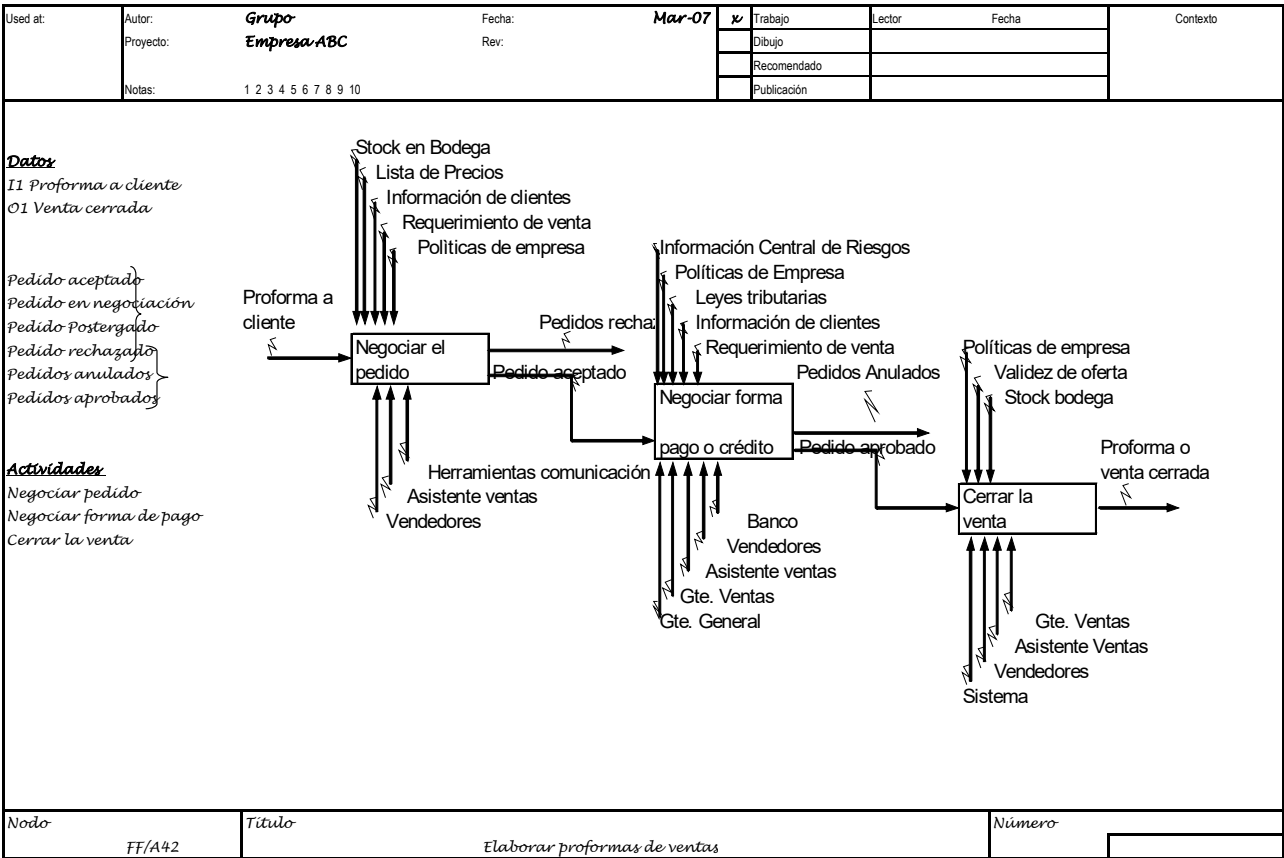 Used at:
Autor: Grupo Fecha: Mar-07 x Trabajo Lector Fecha Contexto
Proyecto: Empresa ABC Rev: Dibujo
Recomendado
Notas: 1 2 3 4 5 6 7 8 9 10 Publicación
Datos
I1 Proforma a cliente
O1 Venta cerrada
Pedido aceptado
Pedido en negociación
Pedido Postergado
Pedido rechazado
Pedidos anulados
Pedidos aprobados
Actividades
Negociar pedido
Negociar forma de pago
Cerrar la venta
Stock en Bodega
Lista de Precios
Información de clientes
Requerimiento de venta
Polìticas de empresa
Proforma a
cliente
Negociar el
pedido
Pedidos recha
Pedido aceptado
Herramientas comunicación
Asistente ventas
Vendedores
Información Central de Riesgos
Políticas de Empresa
Leyes tributarias
Información de clientes
Requerimiento de venta
Negociar forma
pago o crédito
Pedidos Anulados
Pedido aprobado
Banco
Vendedores
Asistente ventas
Gte. Ventas
Gte. General
Políticas de empresa
Validez de oferta
Stock bodega
Cerrar la
venta
Proforma o
venta cerrada
Gte. Ventas
Asistente Ventas
Vendedores
Sistema
Nodo Título Número
FF/A42 Elaborar proformas de ventas